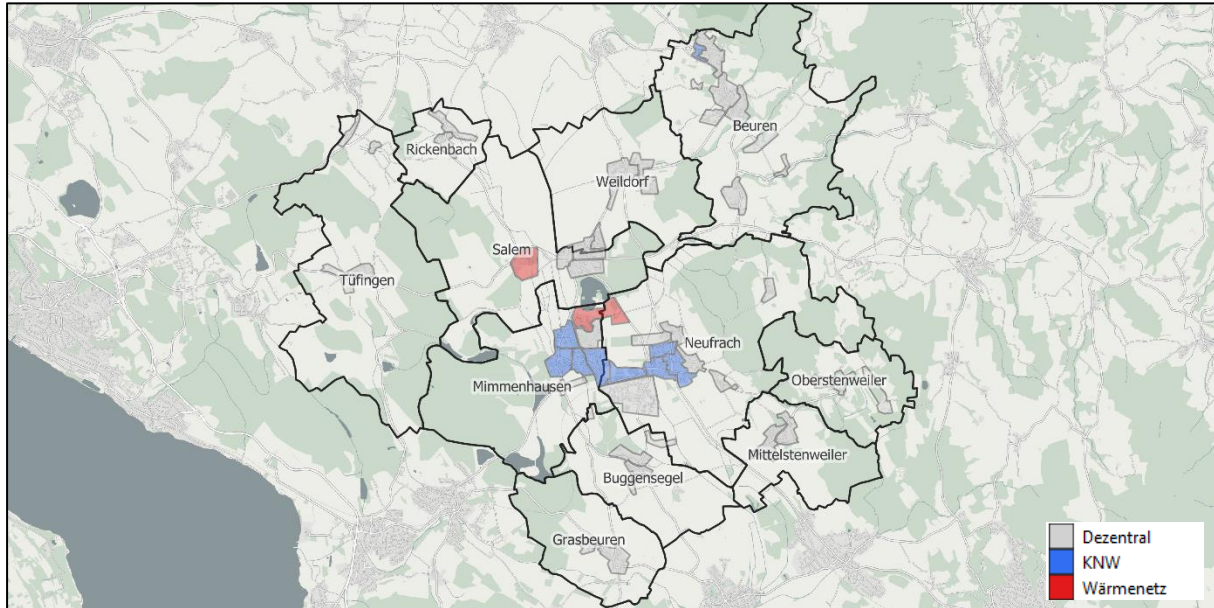 Beuren
Rickenbach
Weildorf
Salem
Tüfingen
Neufrach
Mimmenhausen
Oberstenweiler
Mittelstenweiler
Buggensegel
Grasbeuren
Dezentral
KNW
Wärmenetz